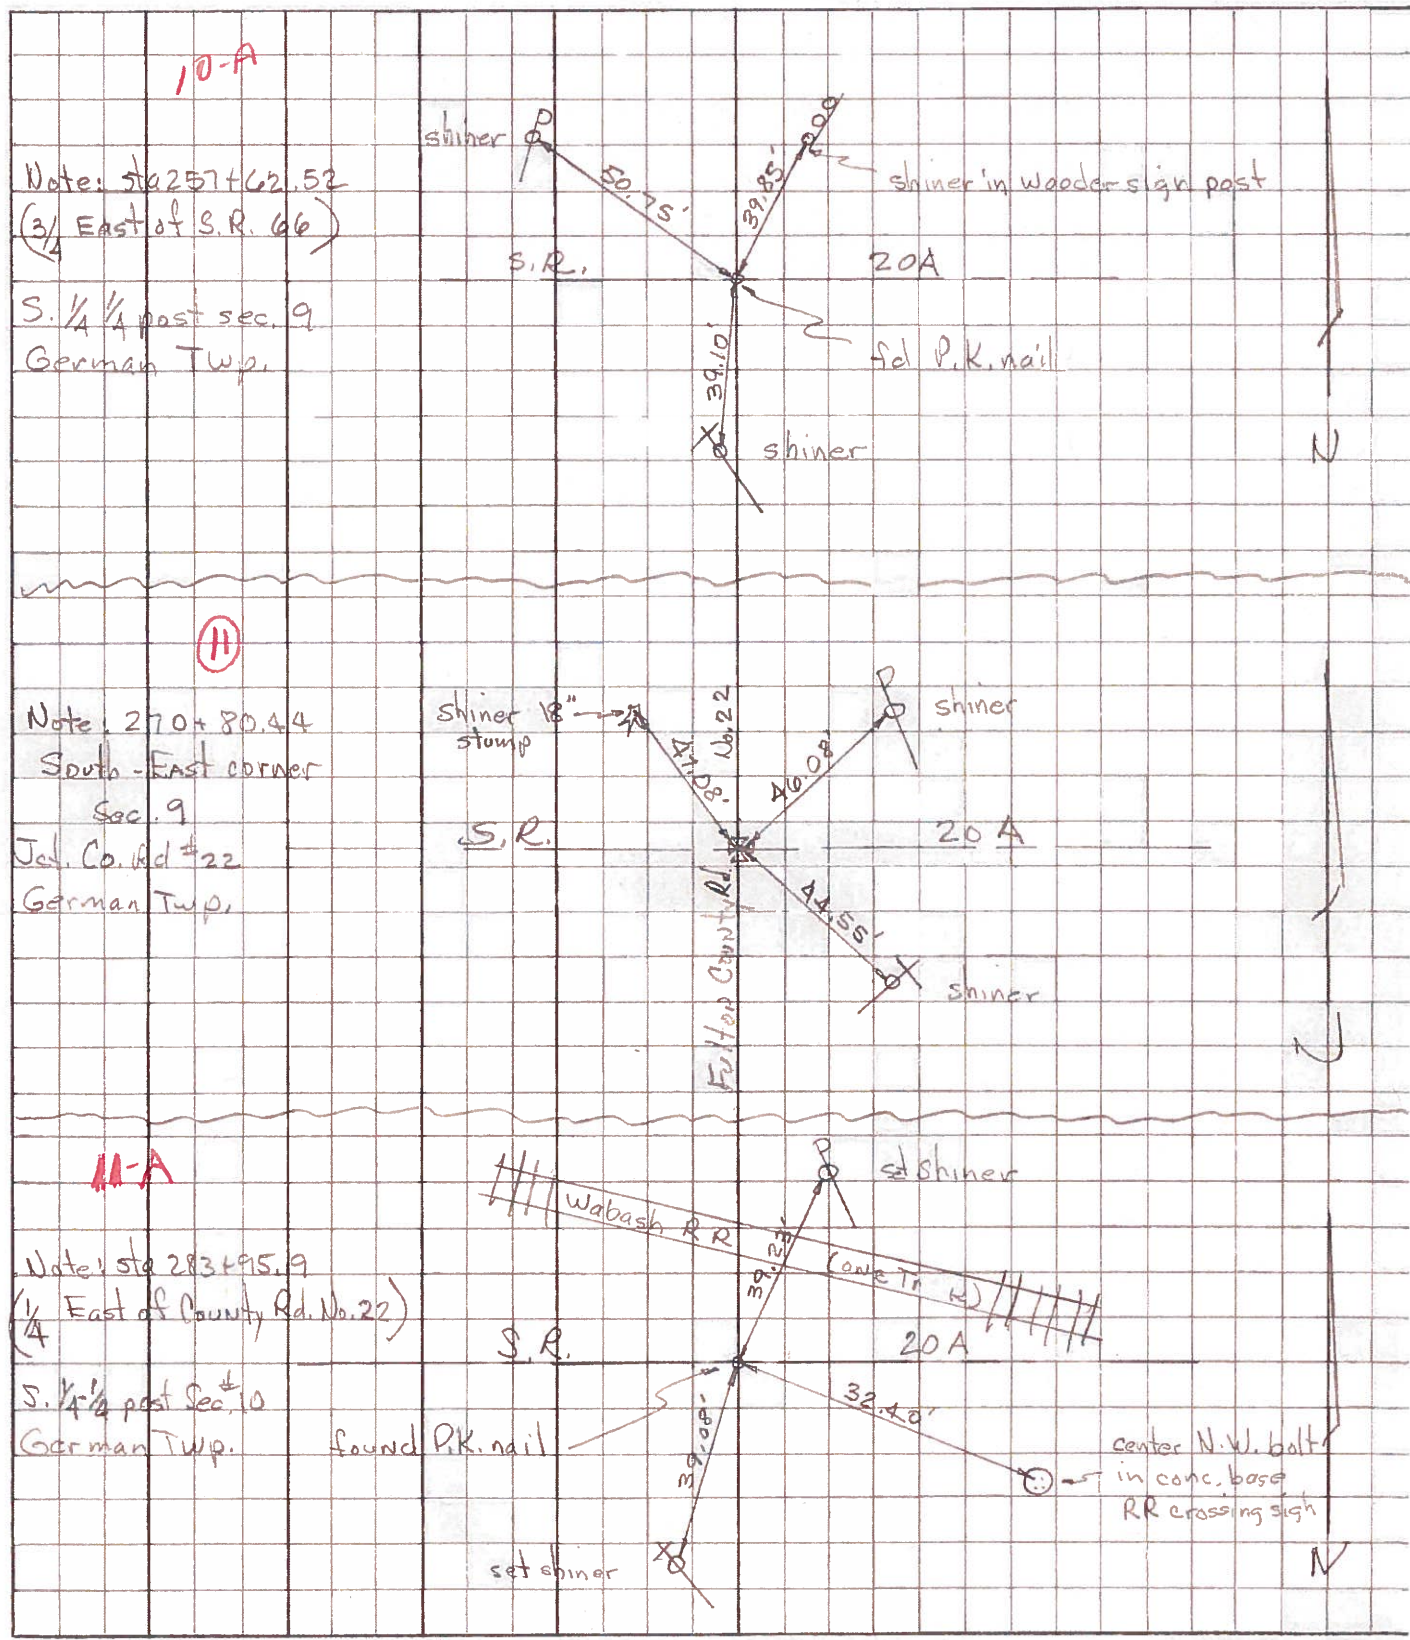 10-A
Note: sta 257+62.52
(3/4 East of S.R. 66)
S. 1/4 1/4 post sec. 9
German Twp.
shiner
P
50.75'
39.85'
shiner in wooden sign post
S.R.
20A
39.10'
fd P.K. nail
X
shiner
N
11
Note: 270+80.44
South-East corner
Sec. 9
Jct. Co. Rd #22
German Twp.
shiner 18"
stump
47.08'
Fulton County Rd. No. 22
P
shiner
46.08'
S.R.
20 A
44.55'
X
shiner
N
11-A
Note: sta 283+95.9
(1/4 East of County Rd. No. 22)
S. 1/4-1/4 post Sec. #10
German Twp.
P
set shiner
Wabash R R (one Tr k)
39.23'
S.R.
20A
found P.K. nail
39.08'
32.40'
center N.W. bolt
in conc. base
RR crossing sign
X
set shiner
N